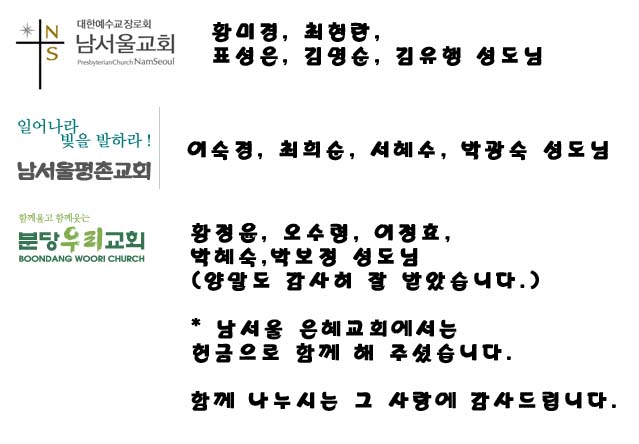 NS
대한예수교장로회
남서울교회
PresbyterianChurch NamSeoul
황미경, 최현란,
표성은, 김영순, 김유행 성도님
일어나라
빛을 발하라!
남서울평촌교회
이숙경, 최희순, 서혜수, 박광숙 성도님
함께울고 함께웃는
분당우리교회
BOONDANG WOORI CHURCH
황정윤, 오수령, 이정효,
박혜숙,박보정 성도님
(양말도 감사히 잘 받았습니다.)
* 남서울 은혜교회에서는
헌금으로 함께 해 주셨습니다.
함께 나누시는 그 사랑에 감사드립니다.